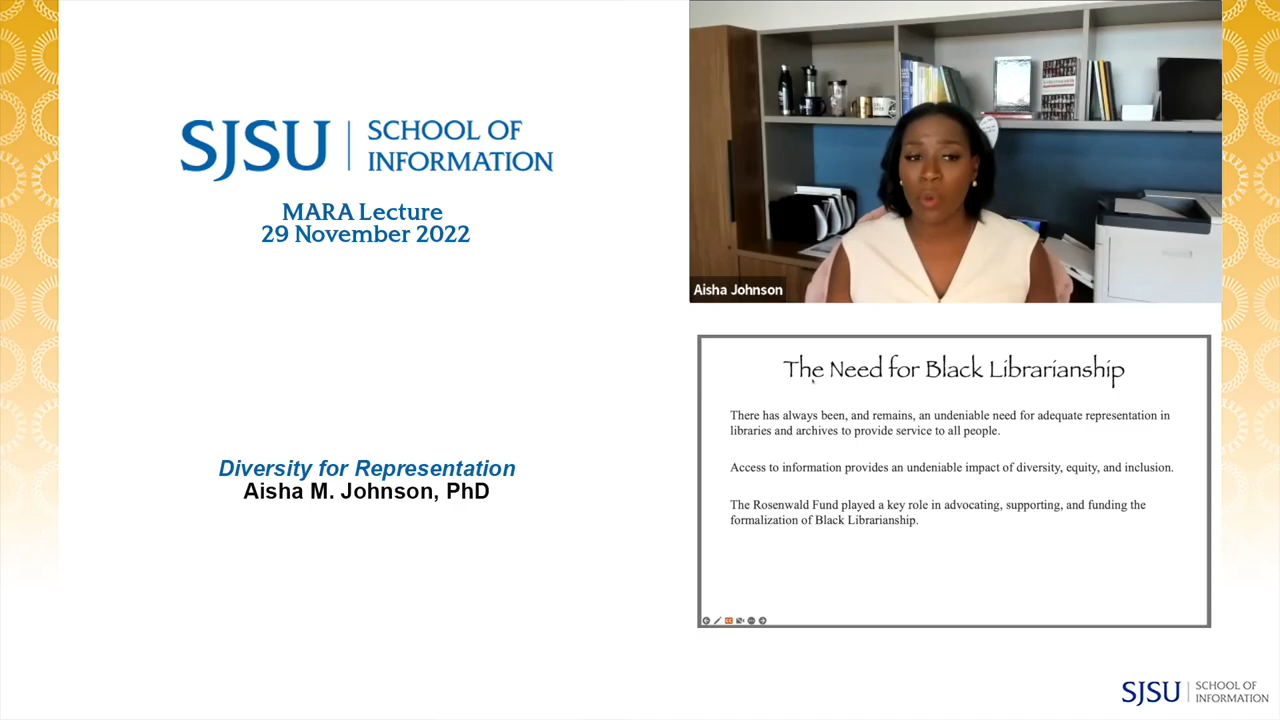 SJSU | SCHOOL OF
INFORMATION
MARA Lecture
29 November 2022
Diversity for Representation
Aisha M. Johnson, PhD
Aisha Johnson
The Need for Black Librarianship
There has always been, and remains, an undeniable need for adequate representation in
libraries and archives to provide service to all people.
Access to information provides an undeniable impact of diversity, equity, and inclusion.
The Rosenwald Fund played a key role in advocating, supporting, and funding the
formalization of Black Librarianship.
SJSU | SCHOOL OF
INFORMATION